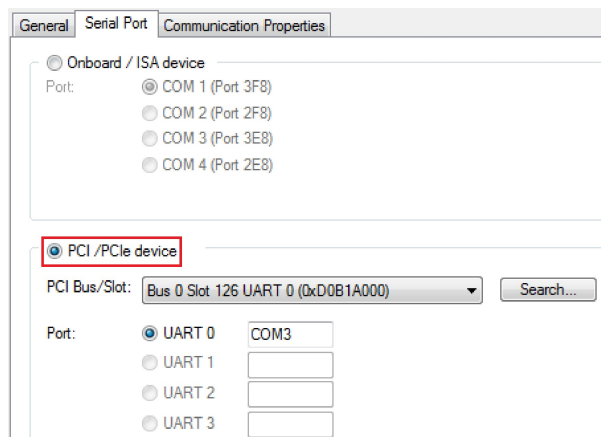 General Serial Port Communication Properties
Onboard / ISA device
Port: COM 1 (Port 3F8)
COM 2 (Port 2F8)
COM 3 (Port 3E8)
COM 4 (Port 2E8)
PCI /PCIe device
PCI Bus/Slot: Bus 0 Slot 126 UART 0 (0xD0B1A000) Search...
Port: UART 0 COM3
UART 1
UART 2
UART 3